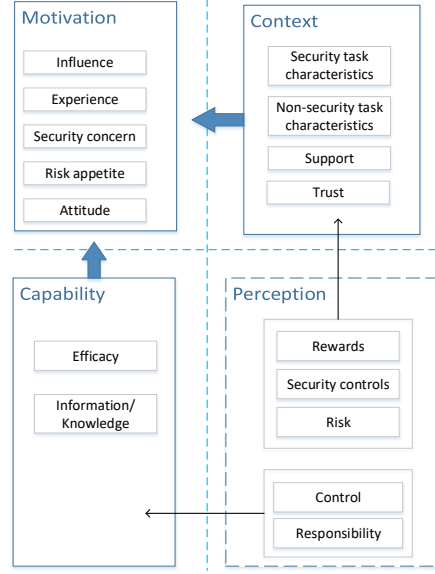 Motivation
Influence
Experience
Security concern
Risk appetite
Attitude
Context
Security task
characteristics
Non-security task
characteristics
Support
Trust
Capability
Efficacy
Information/
Knowledge
Perception
Rewards
Security controls
Risk
Control
Responsibility